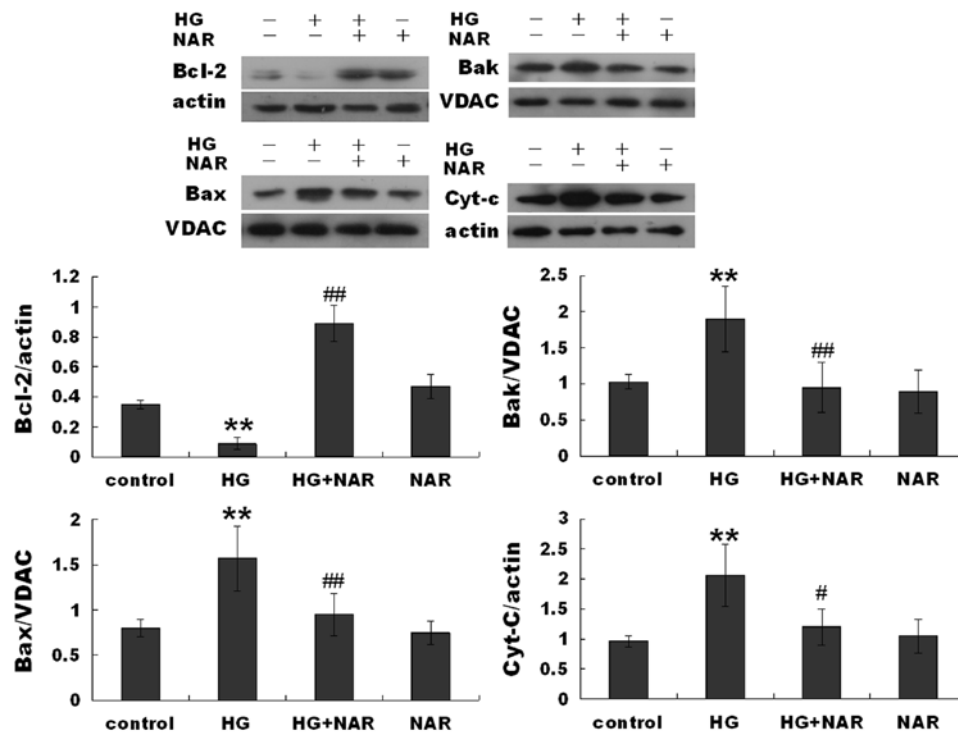 HG − + + −
NAR − − + +
Bcl-2
actin
HG − + + −
NAR − − + +
Bak
VDAC
HG − + + −
NAR − − + +
Bax
VDAC
HG − + + −
NAR − − + +
Cyt-c
actin
Bcl-2/actin
1.2
1
0.8
0.6
0.4
0.2
0
**
##
control HG HG+NAR NAR
Bak/VDAC
2.5
2
1.5
1
0.5
0
**
##
control HG HG+NAR NAR
Bax/VDAC
2
1.5
1
0.5
0
**
##
control HG HG+NAR NAR
Cyt-C/actin
3
2.5
2
1.5
1
0.5
0
**
#
control HG HG+NAR NAR